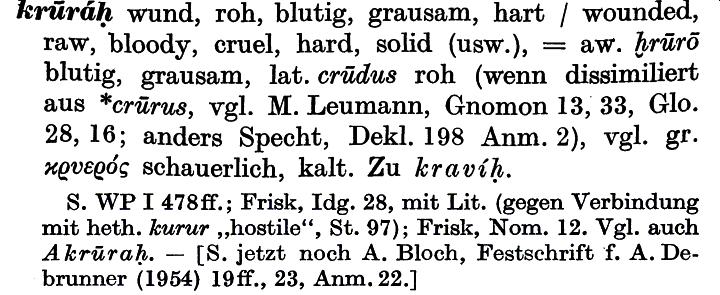 krūráḥ wund, roh, blutig, grausam, hart / wounded,
raw, bloody, cruel, hard, solid (usw.), = aw. ḫrūrō
blutig, grausam, lat. crūdus roh (wenn dissimiliert
aus *crūrus, vgl. M. Leumann, Gnomon 13, 33, Glo.
28, 16; anders Specht, Dekl. 198 Anm. 2), vgl. gr.
κρυερός schauerlich, kalt. Zu kravíḥ.
S. WP I 478ff.; Frisk, Idg. 28, mit Lit. (gegen Verbindung
mit heth. kurur „hostile“, St. 97); Frisk, Nom. 12. Vgl. auch
Akrūraḥ. — [S. jetzt noch A. Bloch, Festschrift f. A. De-
brunner (1954) 19ff., 23, Anm. 22.]